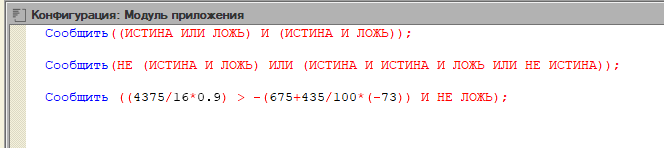 Конфигурация: Модуль приложения
Сообщить((ИСТИНА ИЛИ ЛОЖЬ) И (ИСТИНА И ЛОЖЬ));
Сообщить(НЕ (ИСТИНА И ЛОЖЬ) ИЛИ (ИСТИНА И ИСТИНА И ЛОЖЬ ИЛИ НЕ ИСТИНА));
Сообщить ((4375/16*0.9) > -(675+435/100*(-73)) И НЕ ЛОЖЬ);